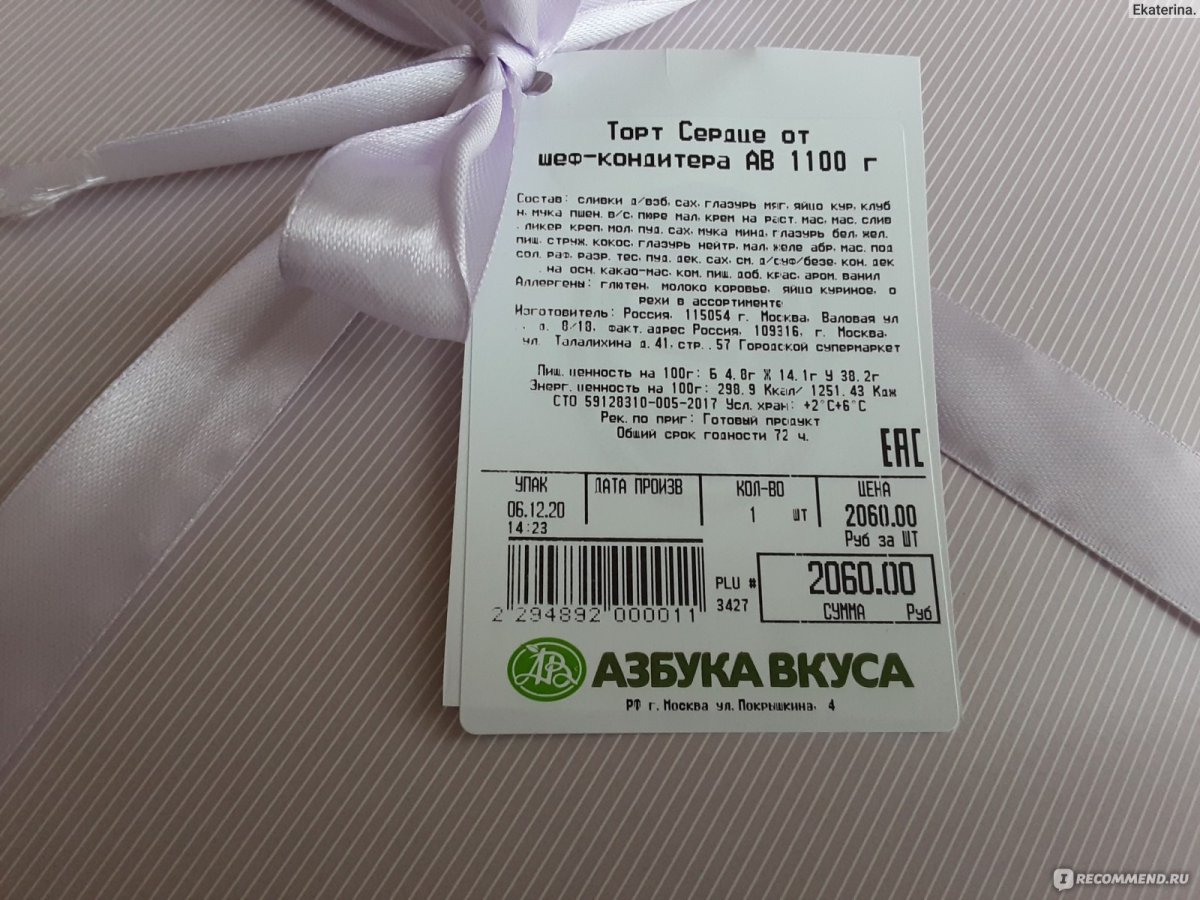 Ekaterina.
Торт Сердце от
шеф-кондитера АВ 1100 г
Состав: сливки д/взб, сах, глазурь мяг, яйцо кур, клуб
н, мука пшен. в/с, пюре мал, крем на раст. мас, мас. слив
. ликер креп, мол, пуд. сах, мука минд, глазурь бел, жел.
пищ, струж. кокос, глазурь нейтр, мал, желе абр, мас. под
сол. раф, разр. тес, пуд. дек. сах, см. д/суф/безе, кон. дек
. на осн. какао-мас, ком. пищ. доб, крас, аром. ванил
Аллергены: глютен, молоко коровье, яйцо куриное, о
рехи в ассортименте
Изготовитель: Россия, 115054 г. Москва, Валовая ул
. д. 8/18, факт. адрес Россия, 109316, г. Москва,
ул. Талалихина д. 41, стр. . 57 Городской супермаркет
Пищ. ценность на 100г: Б 4.8г Ж 14.1г У 38.2г
Энерг. ценность на 100г: 298.9 Ккал/ 1251.43 Кдж
СТО 59128310-005-2017 Усл. хран: +2°С+6°С
Рек. по приг: Готовый продукт
Общий срок годности 72 ч.
ЕАС
УПАК ДАТА ПРОИЗВ КОЛ-ВО ЦЕНА
06.12.20 1 шт 2060.00
14:23 Руб за ШТ
PLU # 2060.00
3427 СУММА Руб
2 294892 000011
АВ АЗБУКА ВКУСА
РФ г. Москва ул. Покрышкина, 4
IRECOMMEND.RU